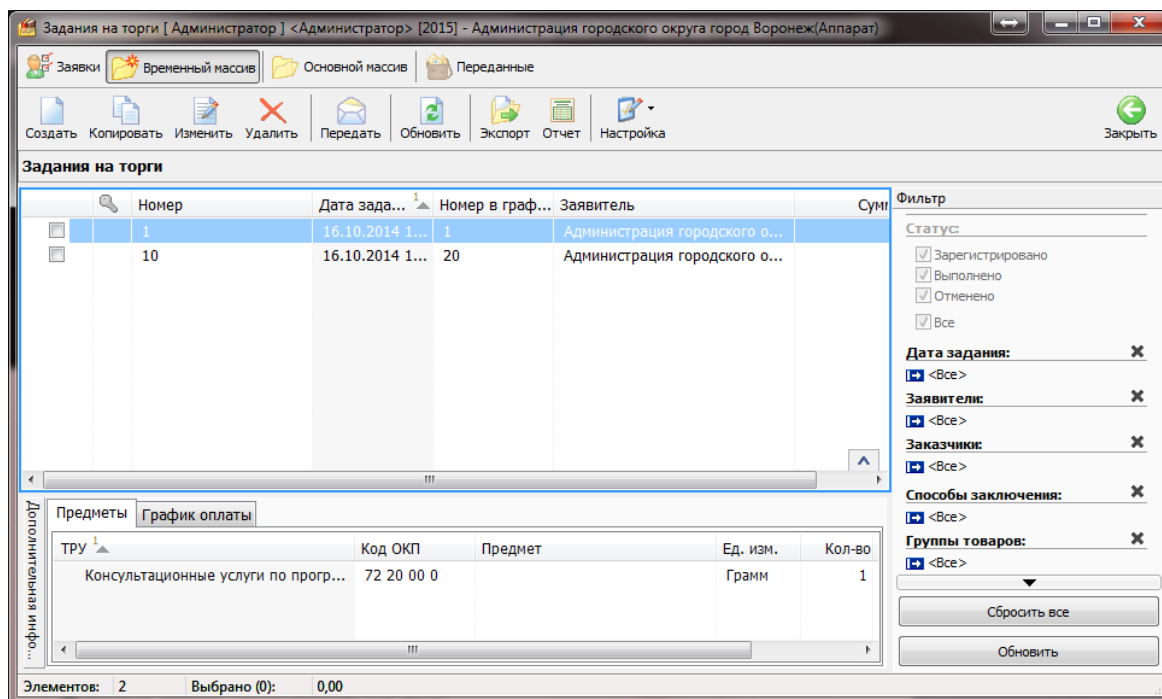 Задания на торги [ Администратор ] <Администратор> [2015] - Администрация городского округа город Воронеж(Аппарат)
Заявки Временный массив Основной массив Переданные
Создать Копировать Изменить Удалить Передать Обновить Экспорт Отчет Настройка Закрыть
Задания на торги
Номер Дата зада... 1 Номер в граф... Заявитель Сумм
1 16.10.2014 1... 1 Администрация городского о...
10 16.10.2014 1... 20 Администрация городского о...
Фильтр
Статус:
Зарегистрировано
Выполнено
Отменено
Все
Дата задания:
<Все>
Заявители:
<Все>
Заказчики:
<Все>
Способы заключения:
<Все>
Группы товаров:
<Все>
Сбросить все
Обновить
Дополнительная инфо...
Предметы График оплаты
ТРУ 1 Код ОКП Предмет Ед. изм. Кол-во
Консультационные услуги по прогр... 72 20 00 0 Грамм 1
Элементов: 2 Выбрано (0): 0,00